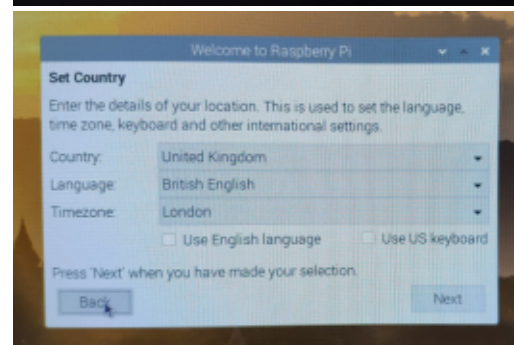 Welcome to Raspberry Pi
Set Country
Enter the details of your location. This is used to set the language,
time zone, keyboard and other international settings.
Country: United Kingdom
Language: British English
Timezone: London
Use English language Use US keyboard
Press 'Next' when you have made your selection.
Back Next